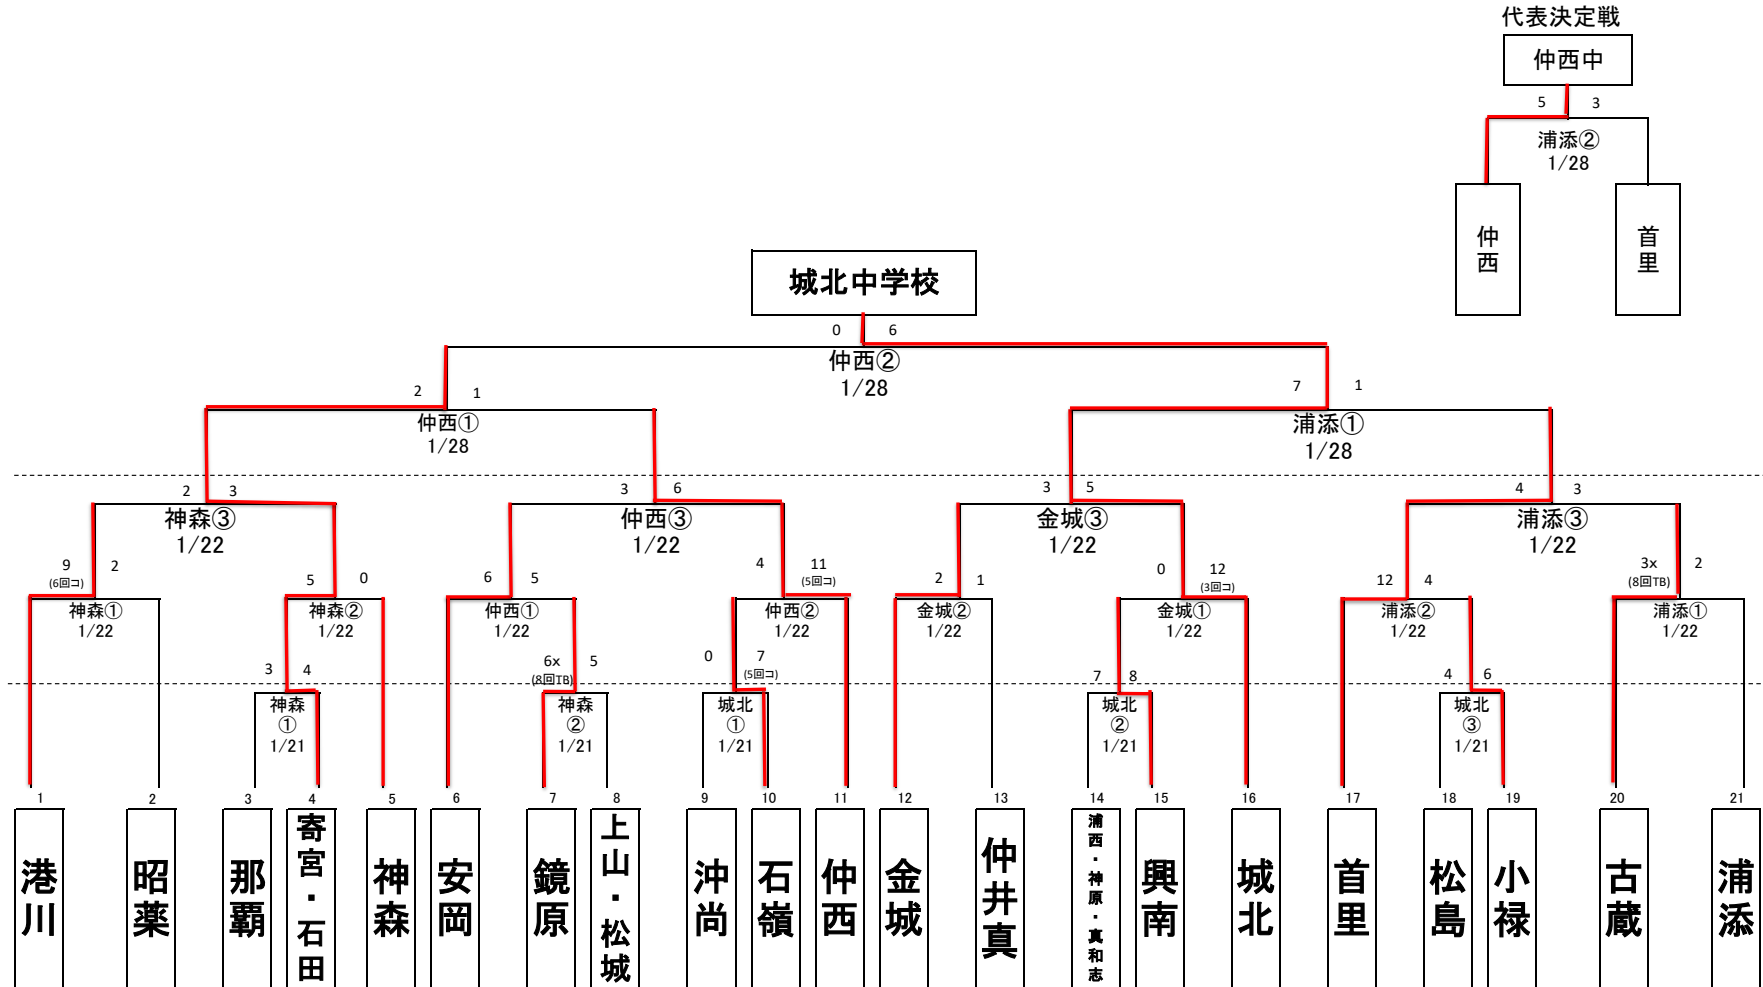 代表決定戦
仲西中
5 3
浦添②
1/28
仲西
首里
城北中学校
0 6
仲西②
1/28
2 1
7 1
仲西①
1/28
浦添①
1/28
2 3
3 6
3 5
4 3
神森③
1/22
仲西③
1/22
金城③
1/22
浦添③
1/22
9 2
(6回コ)
5 0
6 5
4 11
(5回コ)
2 1
0 12
(3回コ)
12 4
3x 2
(8回TB)
神森①
1/22
神森②
1/22
仲西①
1/22
仲西②
1/22
金城②
1/22
金城①
1/22
浦添②
1/22
浦添①
1/22
3 4
6x 5
(8回TB)
0 7
(5回コ)
7 8
4 6
神森
①
1/21
神森
②
1/21
城北
①
1/21
城北
②
1/21
城北
③
1/21
1 2 3 4 5 6 7 8 9 10 11 12 13 14 15 16 17 18 19 20 21
港川
昭薬
那覇
寄宮・石田
神森
安岡
鏡原
上山・松城
沖尚
石嶺
仲西
金城
仲井真
浦西・神原・真和志
興南
城北
首里
松島
小禄
古蔵
浦添